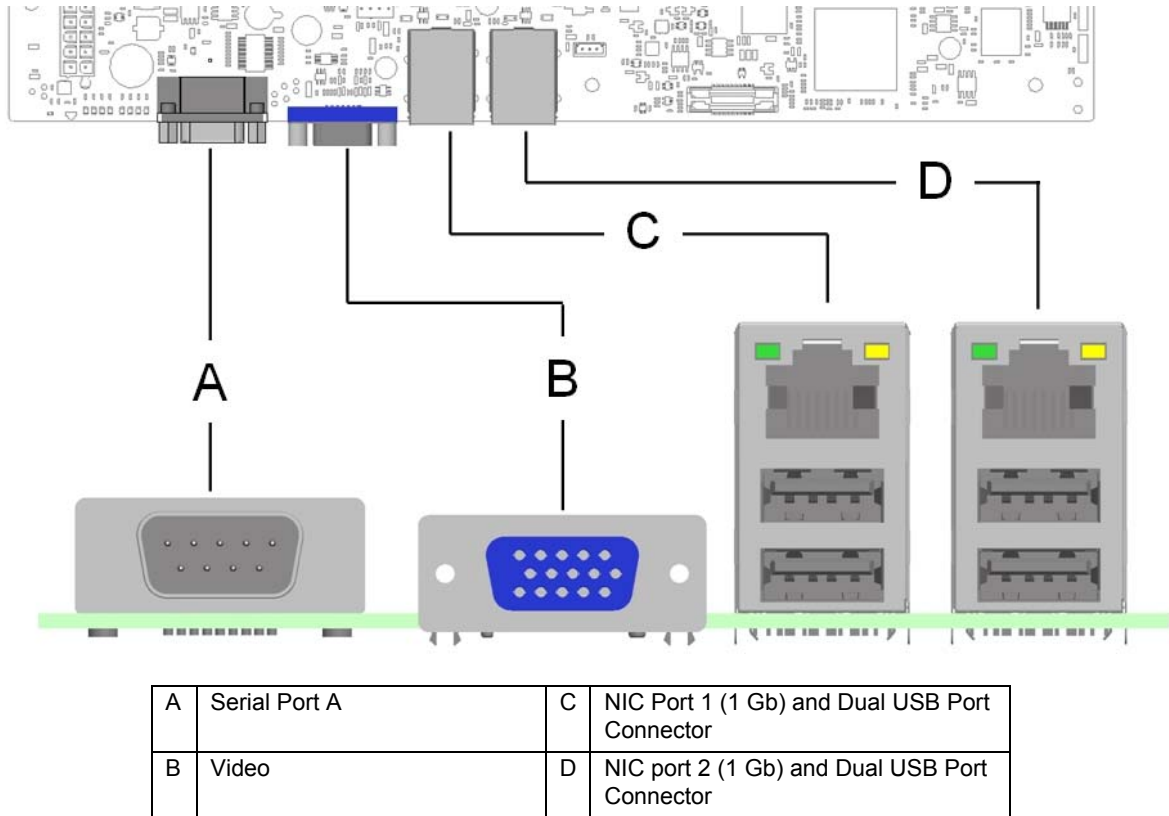 D
C
A
B
A Serial Port A C NIC Port 1 (1 Gb) and Dual USB Port
Connector
B Video D NIC port 2 (1 Gb) and Dual USB Port
Connector